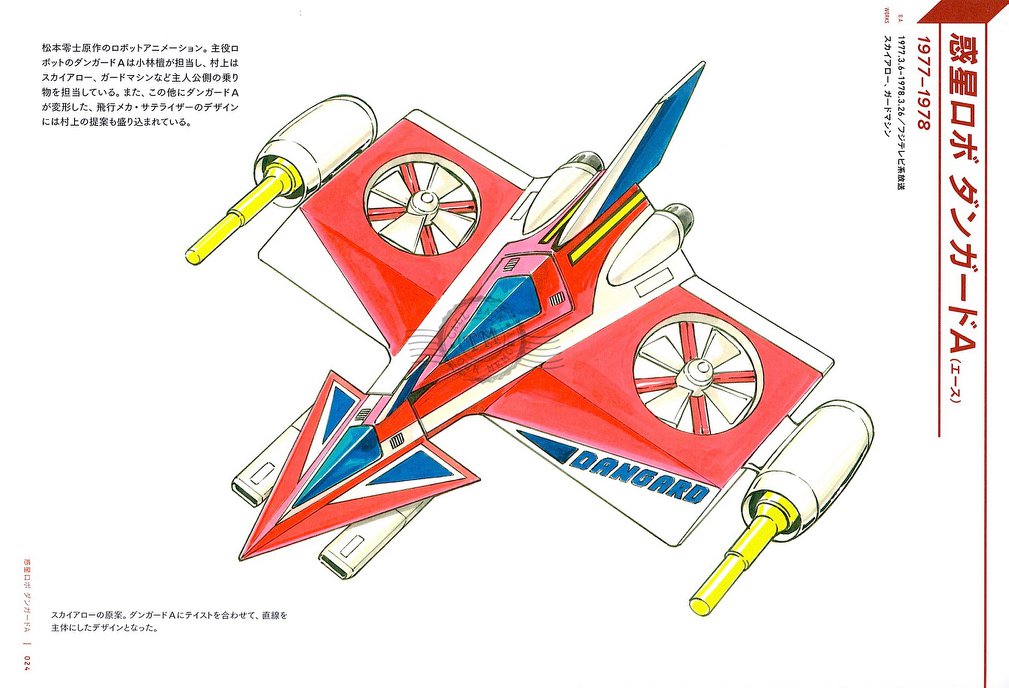 惑星ロボ ダンガードA(エース)
1977-1978
O.A. 1977.3.6-1978.3.26／フジテレビ系放送
WORKS スカイアロー、ガードマシン
松本零士原作のロボットアニメーション。主役ロ
ボットのダンガードAは小林檀が担当し、村上は
スカイアロー、ガードマシンなど主人公側の乗り
物を担当している。また、この他にダンガードA
が変形した、飛行メカ・サテライザーのデザイン
には村上の提案も盛り込まれている。
DANGARD
スカイアローの原案。ダンガードAにテイストを合わせて、直線を
主体にしたデザインとなった。
惑星ロボ ダンガードA | 024